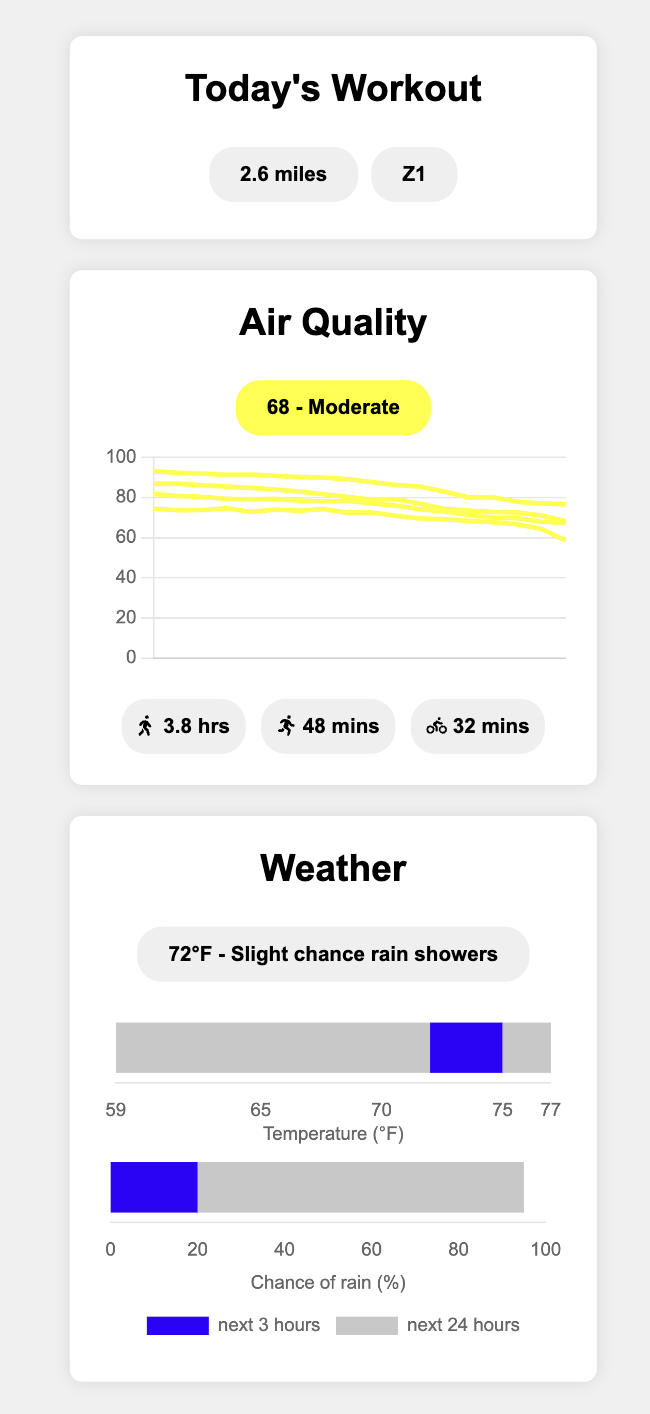 Today's Workout
2.6 miles Z1
Air Quality
68 - Moderate
100
80
60
40
20
0
3.8 hrs 48 mins 32 mins
Weather
72°F - Slight chance rain showers
59 65 70 75 77
Temperature (°F)
0 20 40 60 80 100
Chance of rain (%)
next 3 hours next 24 hours